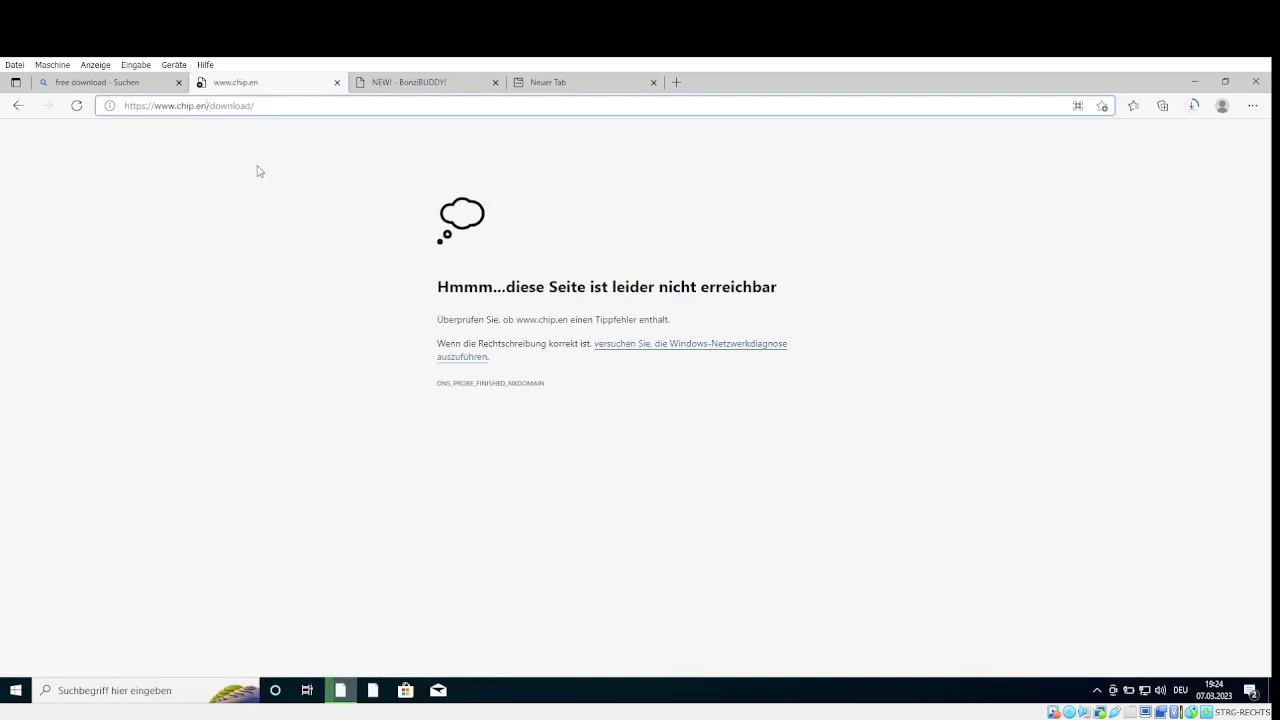 Datei Maschine Anzeige Eingabe Geräte Hilfe
free download - Suchen www.chip.en NEW! - BonziBUDDY! Neuer Tab
https://www.chip.en/download/
Hmmm...diese Seite ist leider nicht erreichbar
Überprüfen Sie, ob www.chip.en einen Tippfehler enthält.
Wenn die Rechtschreibung korrekt ist, versuchen Sie, die Windows-Netzwerkdiagnose
auszuführen.
DNS_PROBE_FINISHED_NXDOMAIN
Suchbegriff hier eingeben
DEU
19:24
07.03.2023
2
STRG-RECHTS